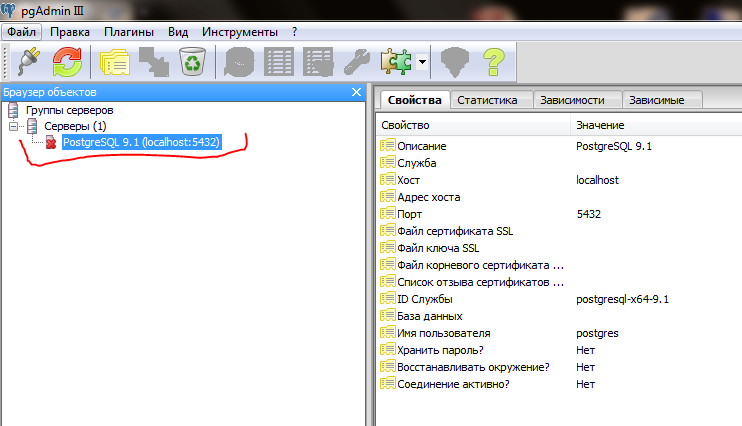 pgAdmin III
Файл Правка Плагины Вид Инструменты ?
Браузер объектов
Группы серверов
Серверы (1)
PostgreSQL 9.1 (localhost:5432)
Свойства Статистика Зависимости Зависимые
Свойство Значение
Описание PostgreSQL 9.1
Служба
Хост localhost
Адрес хоста
Порт 5432
Файл сертификата SSL
Файл ключа SSL
Файл корневого сертификата ...
Список отзыва сертификатов ...
ID Службы postgresql-x64-9.1
База данных
Имя пользователя postgres
Хранить пароль? Нет
Восстанавливать окружение? Нет
Соединение активно? Нет